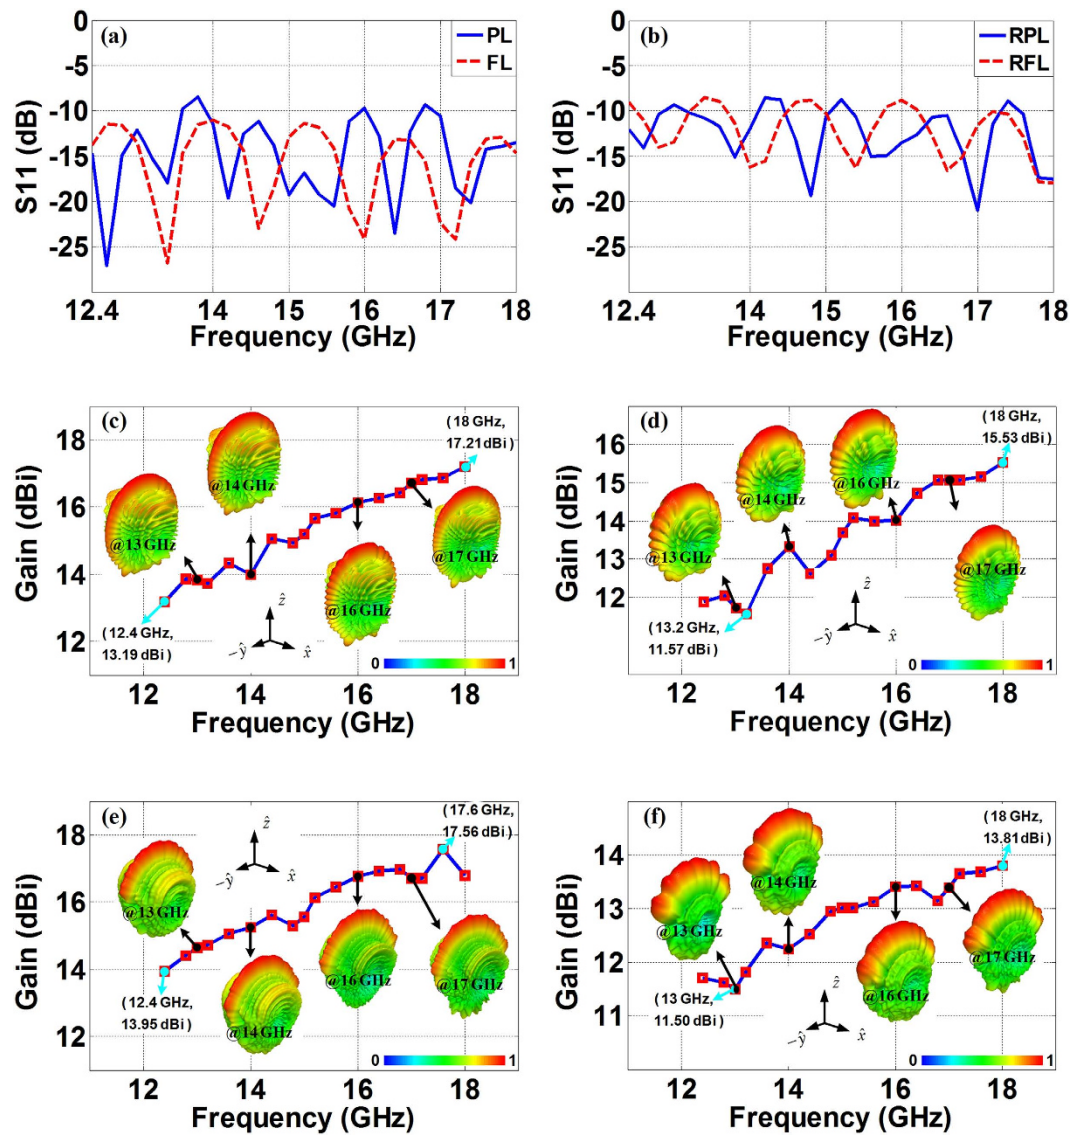 (a)
PL
FL
0
-5
-10
-15
-20
-25
S11 (dB)
12.4
14
15
16
17
18
Frequency (GHz)
(b)
RPL
RFL
0
-5
-10
-15
-20
-25
S11 (dB)
12.4
14
15
16
17
18
Frequency (GHz)
(c)
(18 GHz,
17.21 dBi)
@14 GHz
@13 GHz
@17 GHz
@16 GHz
(12.4 GHz,
13.19 dBi)
ẑ
-ŷ
x̂
0
1
18
16
14
12
Gain (dBi)
12
14
16
18
Frequency (GHz)
(d)
(18 GHz,
15.53 dBi)
@14 GHz
@16 GHz
@13 GHz
@17 GHz
(13.2 GHz,
11.57 dBi)
ẑ
-ŷ
x̂
0
1
16
15
14
13
12
Gain (dBi)
12
14
16
18
Frequency (GHz)
(e)
(17.6 GHz,
17.56 dBi)
ẑ
-ŷ
x̂
@13 GHz
@16 GHz
@17 GHz
@14 GHz
(12.4 GHz,
13.95 dBi)
0
1
18
16
14
12
Gain (dBi)
12
14
16
18
Frequency (GHz)
(f)
(18 GHz,
13.81 dBi)
@14 GHz
@13 GHz
@17 GHz
@16 GHz
(13 GHz,
11.50 dBi)
ẑ
-ŷ
x̂
0
1
14
13
12
11
Gain (dBi)
12
14
16
18
Frequency (GHz)